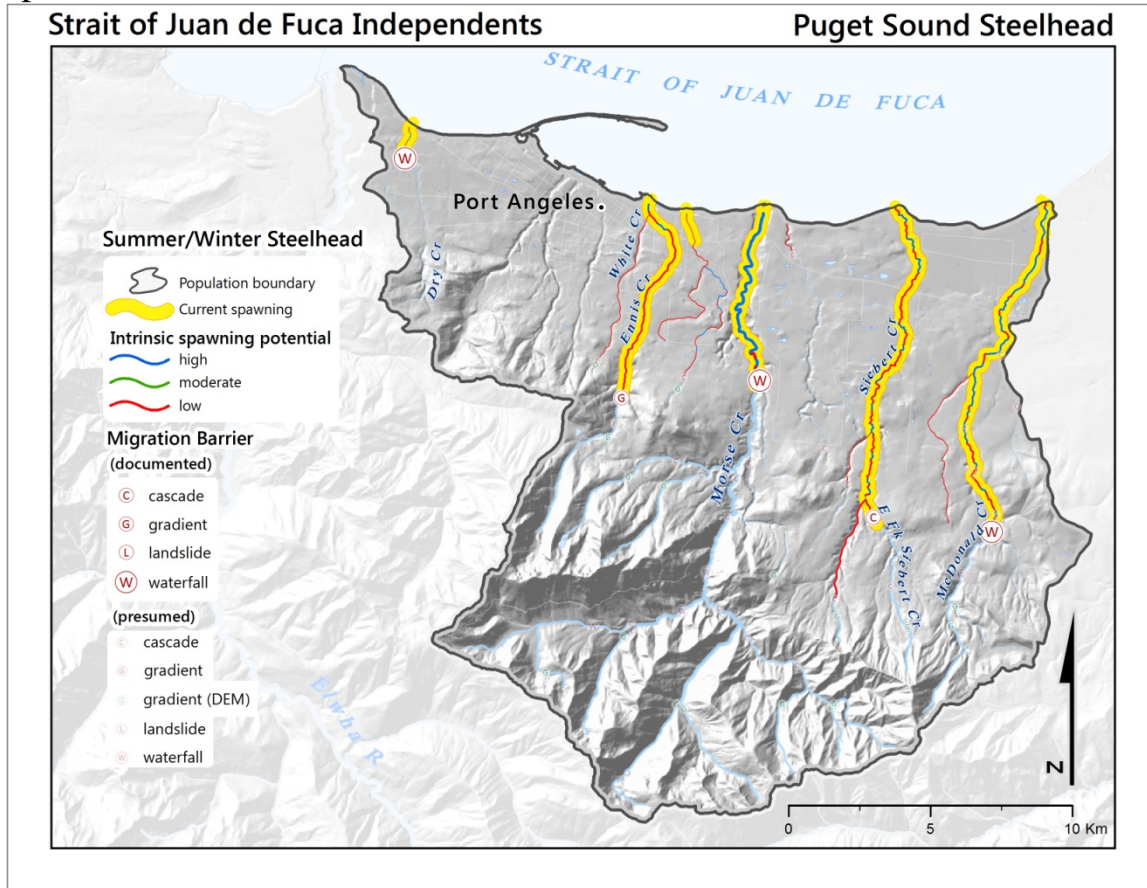 Strait of Juan de Fuca Independents
Puget Sound Steelhead
STRAIT OF JUAN DE FUCA
W
Port Angeles
White Cr
Ennis Cr
Dry Cr
Siebert Cr
Morse Cr
W
G
C
E Fk Siebert Cr
McDonald Cr
W
Elwha R
Summer/Winter Steelhead
Population boundary
Current spawning
Intrinsic spawning potential
high
moderate
low
Migration Barrier
(documented)
C cascade
G gradient
L landslide
W waterfall
(presumed)
C cascade
G gradient
G gradient (DEM)
L landslide
W waterfall
N
0 5 10 Km